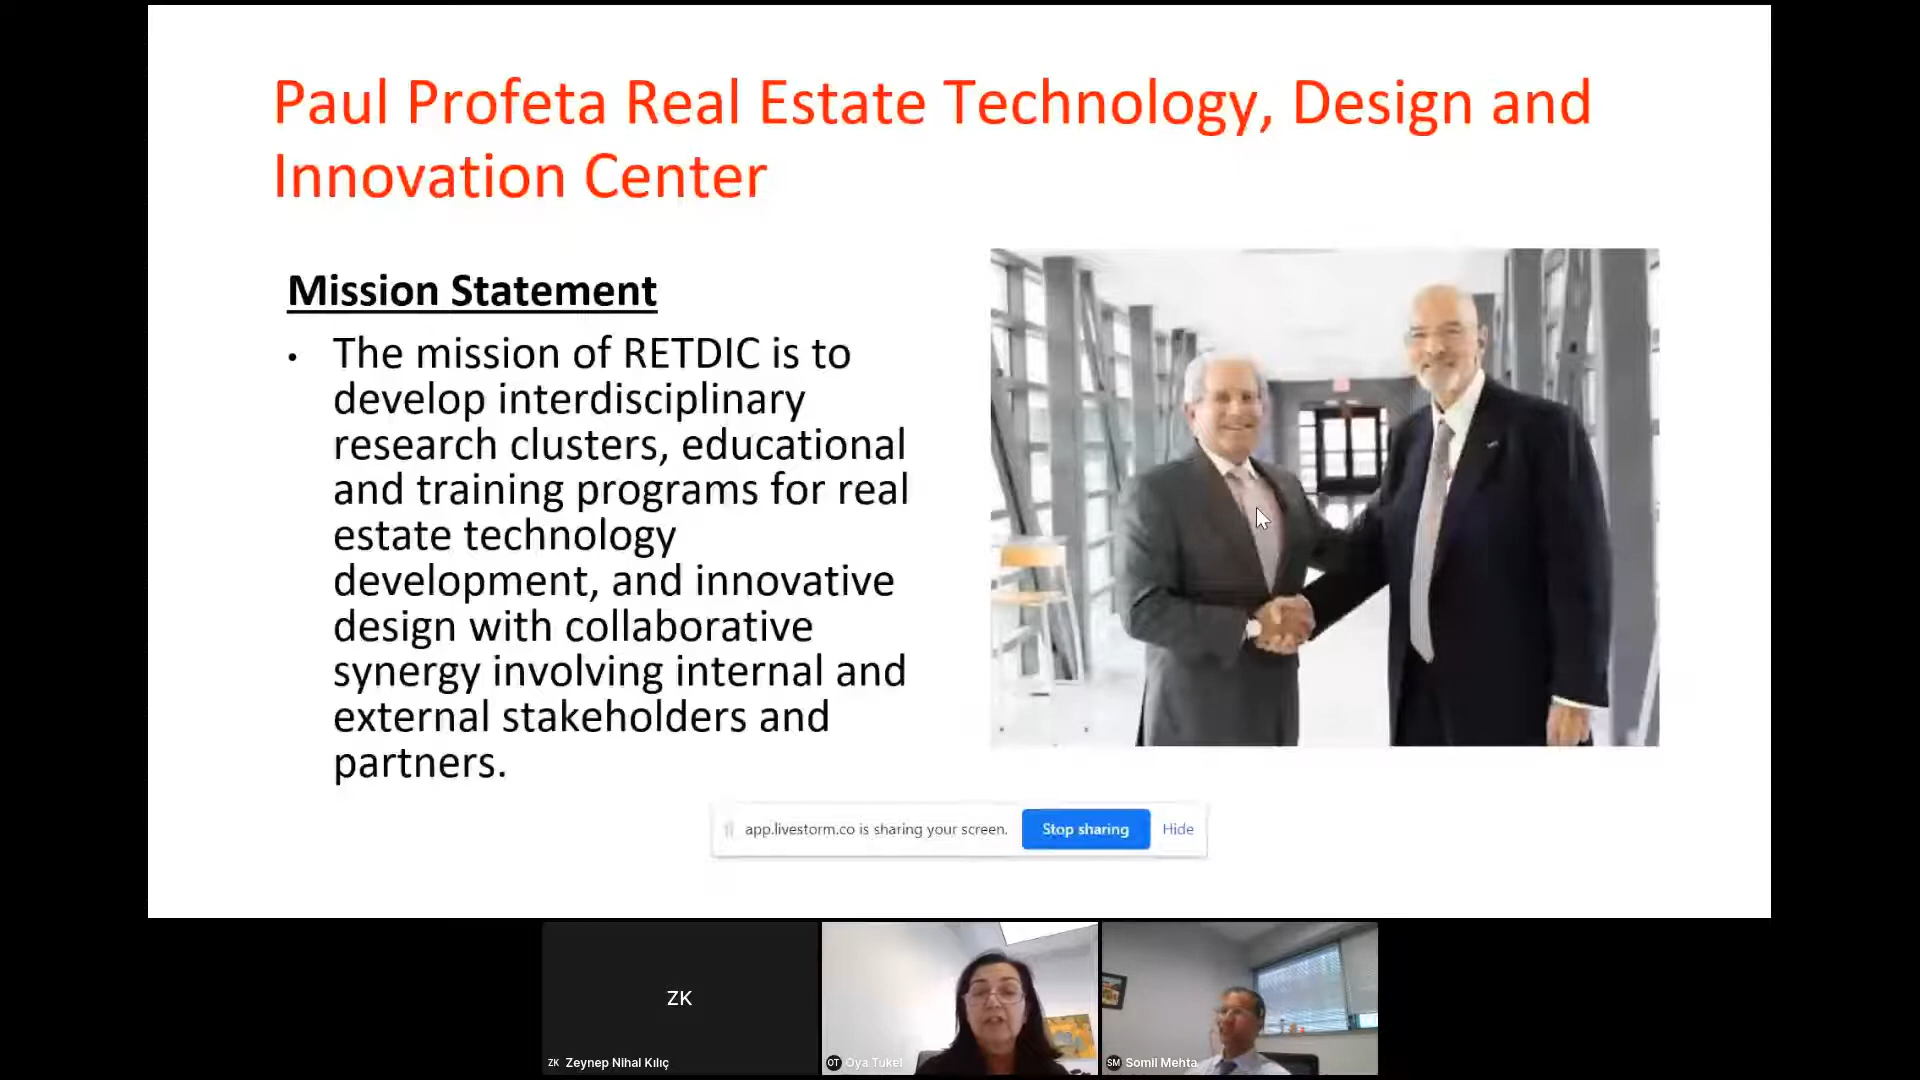 Paul Profeta Real Estate Technology, Design and
Innovation Center
Mission Statement
• The mission of RETDIC is to
develop interdisciplinary
research clusters, educational
and training programs for real
estate technology
development, and innovative
design with collaborative
synergy involving internal and
external stakeholders and
partners.
app.livestorm.co is sharing your screen. Stop sharing Hide
ZK
ZK Zeynep Nihal Kılıç
OT Oya Tukel
SM Somil Mehta